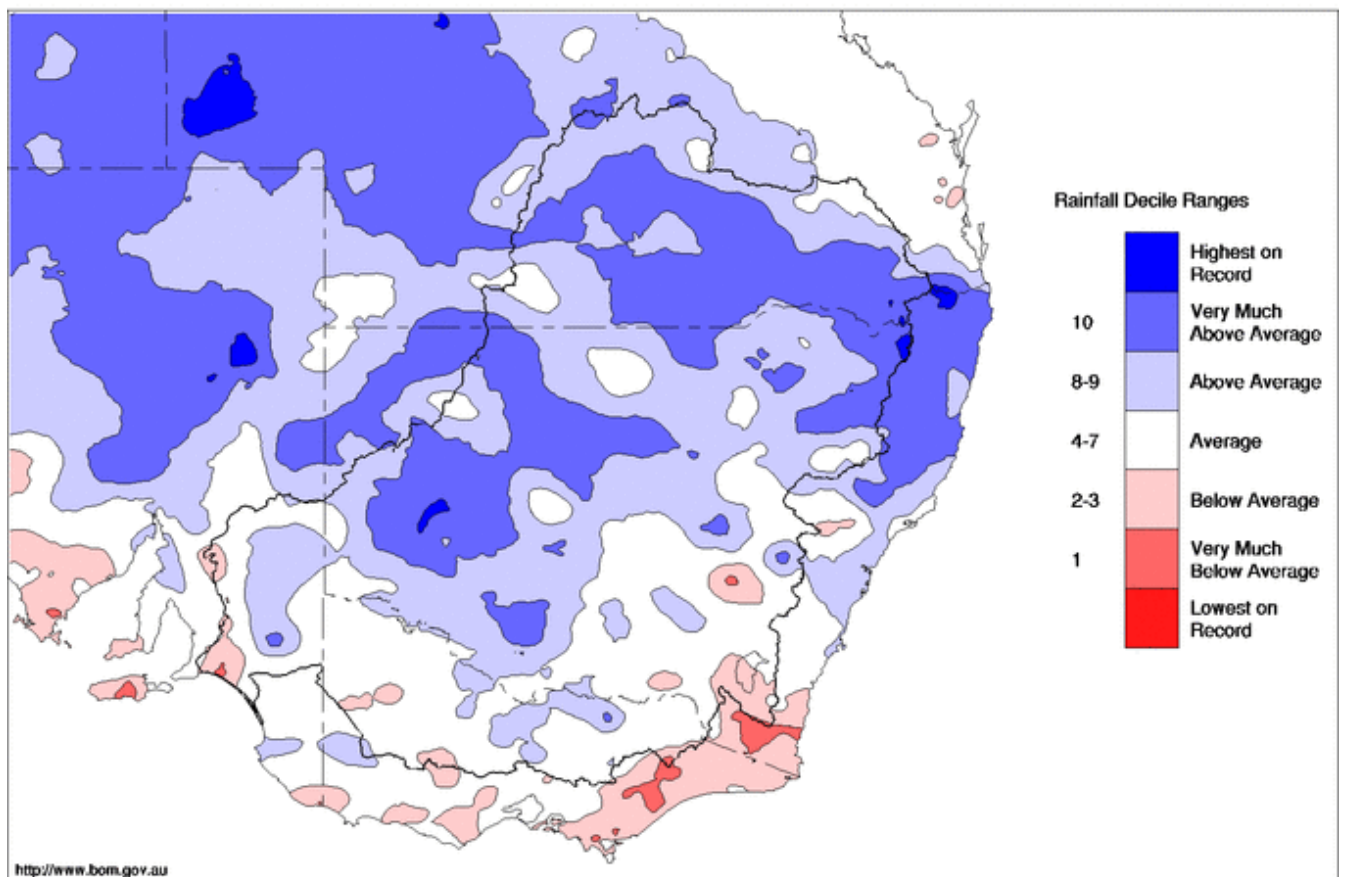 Rainfall Decile Ranges
Highest on
Record
10
Very Much
Above Average
8-9
Above Average
4-7
Average
2-3
Below Average
1
Very Much
Below Average
Lowest on
Record
http://www.bom.gov.au